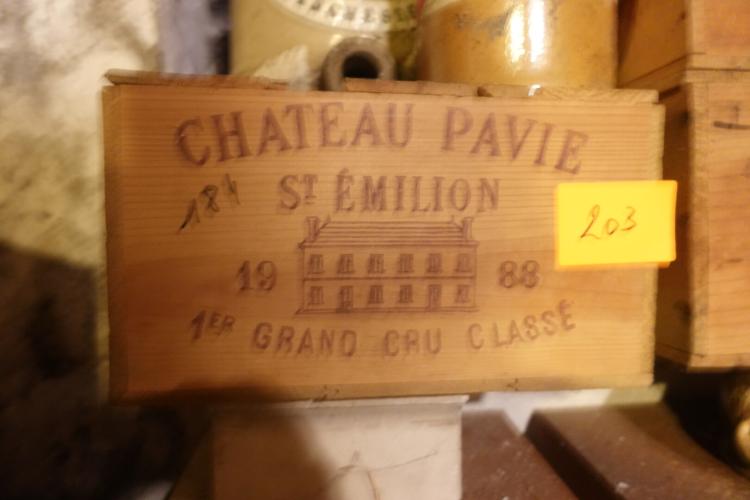 CHATEAU PAVIE
ST ÉMILION
184
203
19 88
1ER GRAND CRU CLASSÉ